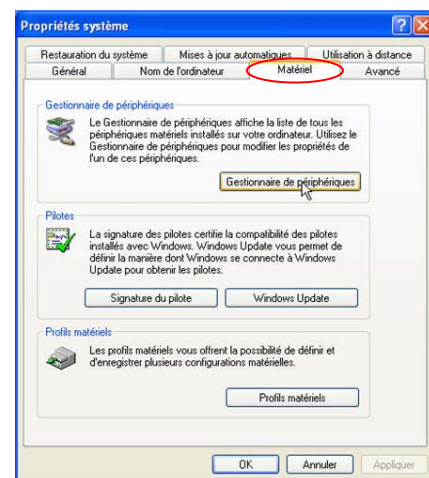 Propriétés système
Restauration du système Mises à jour automatiques Utilisation à distance
Général Nom de l'ordinateur Matériel Avancé
Gestionnaire de périphériques
Le Gestionnaire de périphériques affiche la liste de tous les
périphériques matériels installés sur votre ordinateur. Utilisez le
Gestionnaire de périphériques pour modifier les propriétés de
l'un de ces périphériques.
Gestionnaire de périphériques
Pilotes
La signature des pilotes certifie la compatibilité des pilotes
installés avec Windows. Windows Update vous permet de
définir la manière dont Windows se connecte à Windows
Update pour obtenir les pilotes.
Signature du pilote Windows Update
Profils matériels
Les profils matériels vous offrent la possibilité de définir et
d'enregistrer plusieurs configurations matérielles.
Profils matériels
OK Annuler Appliquer